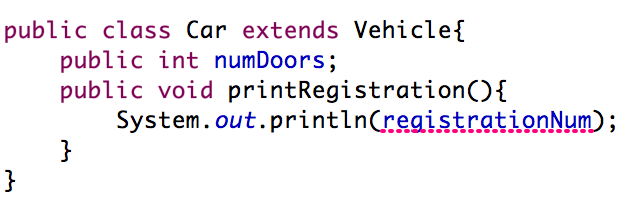 public class Car extends Vehicle{
    public int numDoors;
    public void printRegistration(){
        System.out.println(registrationNum);
    }
}